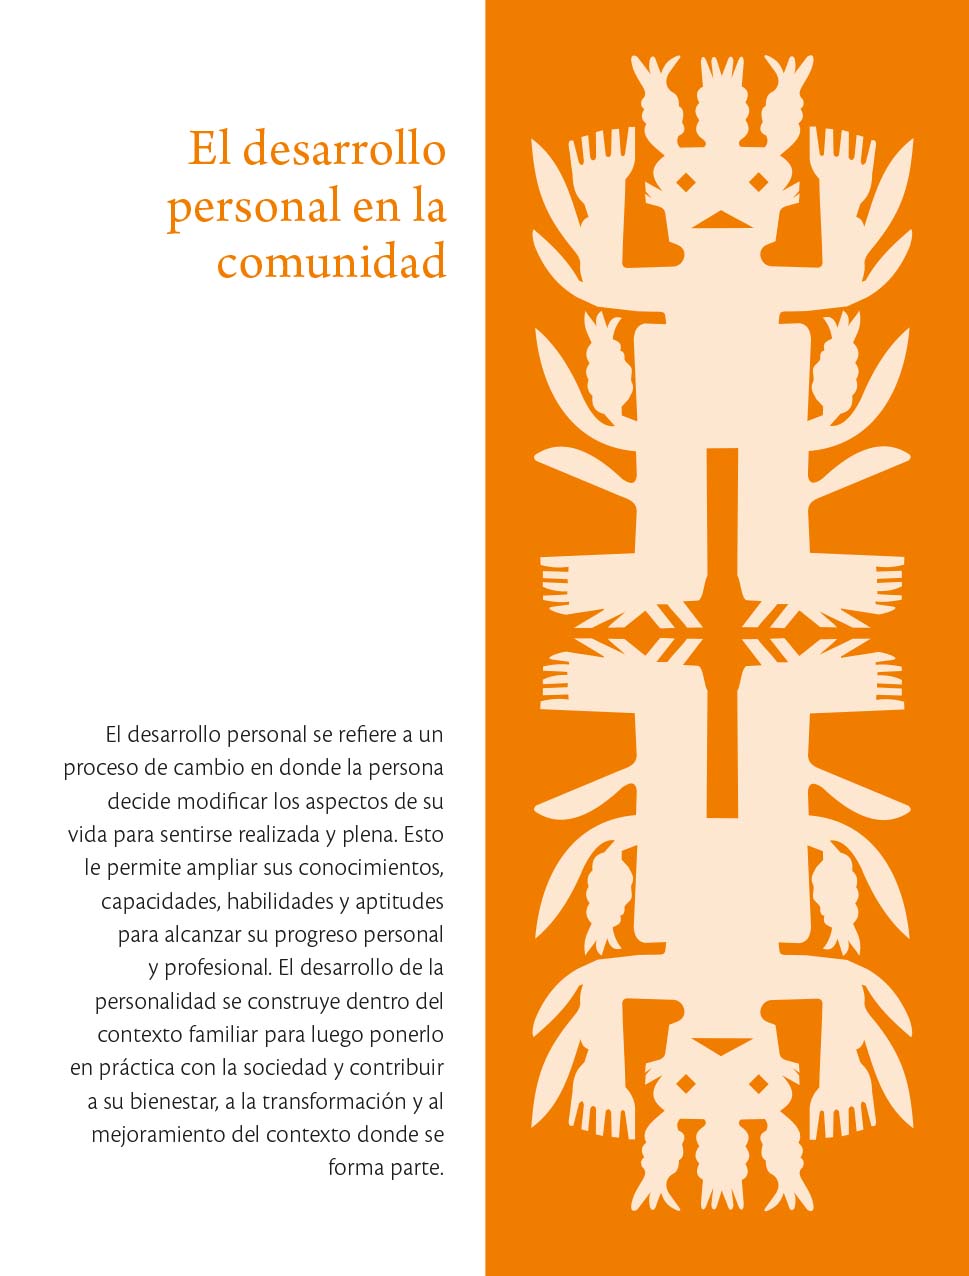 El desarrollo
personal en la
comunidad
El desarrollo personal se refiere a un
proceso de cambio en donde la persona
decide modificar los aspectos de su
vida para sentirse realizada y plena. Esto
le permite ampliar sus conocimientos,
capacidades, habilidades y aptitudes
para alcanzar su progreso personal
y profesional. El desarrollo de la
personalidad se construye dentro del
contexto familiar para luego ponerlo
en práctica con la sociedad y contribuir
a su bienestar, a la transformación y al
mejoramiento del contexto donde se
forma parte.